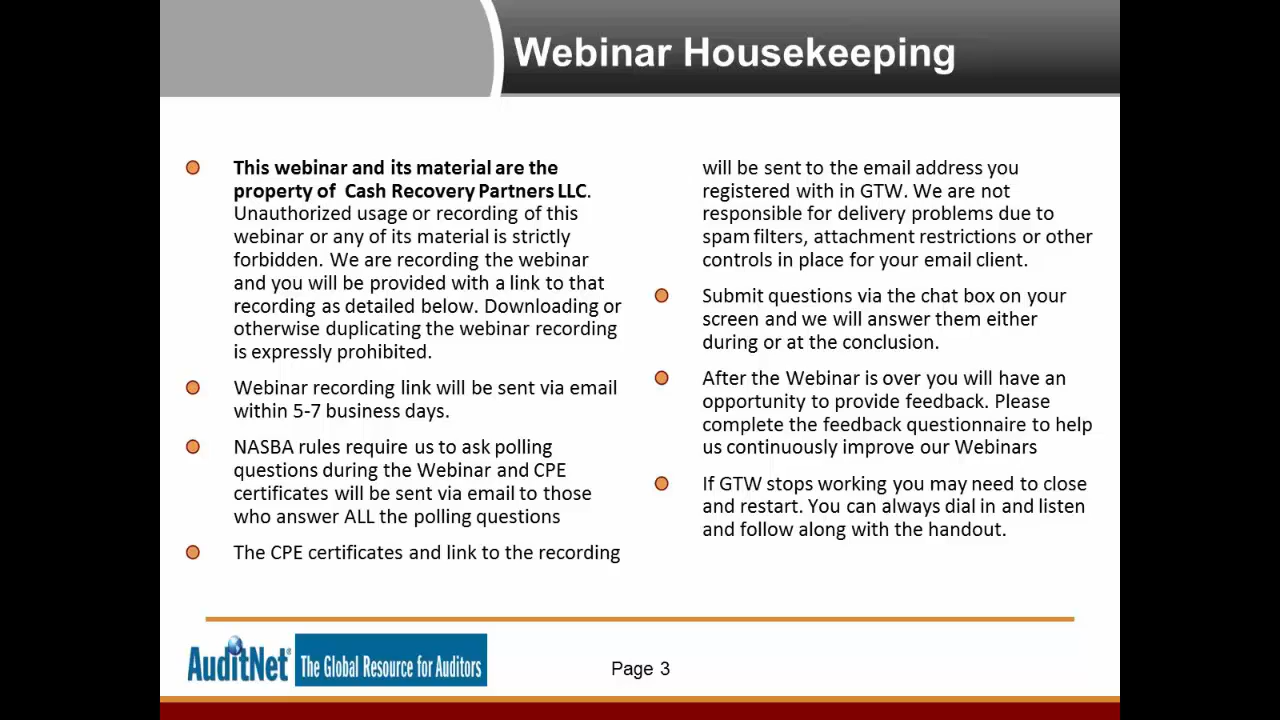 Webinar Housekeeping
This webinar and its material are the
property of Cash Recovery Partners LLC.
Unauthorized usage or recording of this
webinar or any of its material is strictly
forbidden. We are recording the webinar
and you will be provided with a link to that
recording as detailed below. Downloading or
otherwise duplicating the webinar recording
is expressly prohibited.
Webinar recording link will be sent via email
within 5-7 business days.
NASBA rules require us to ask polling
questions during the Webinar and CPE
certificates will be sent via email to those
who answer ALL the polling questions
The CPE certificates and link to the recording
will be sent to the email address you
registered with in GTW. We are not
responsible for delivery problems due to
spam filters, attachment restrictions or other
controls in place for your email client.
Submit questions via the chat box on your
screen and we will answer them either
during or at the conclusion.
After the Webinar is over you will have an
opportunity to provide feedback. Please
complete the feedback questionnaire to help
us continuously improve our Webinars
If GTW stops working you may need to close
and restart. You can always dial in and listen
and follow along with the handout.
AuditNet® The Global Resource for Auditors
Page 3